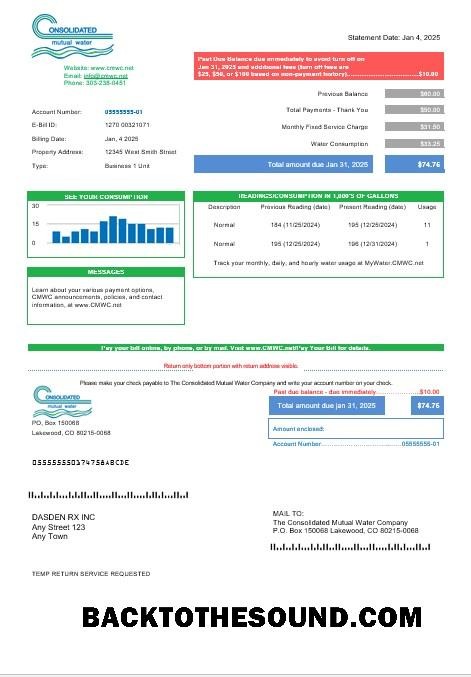 CONSOLIDATED
mutual water
Statement Date: Jan 4, 2025
Website: www.cmwc.net
Email: info@cmwc.net
Phone: 303-238-0451
Past Due Balance due immediately to avoid turn off on
Jan 31, 2025 and additional fees (turn off fees are
$25, $50, or $100 based on non-payment history). $10.00
Previous Balance $60.00
Total Payments - Thank You $50.00
Monthly Fixed Service Charge $31.50
Water Consumption $33.25
Total amount due Jan 31, 2025 $74.76
Account Number: 05555555-01
E-Bill ID: 1270 00321071
Billing Date: Jan, 4 2025
Property Address: 12345 West Smith Street
Type: Business 1 Unit
SEE YOUR CONSUMPTION
30
15
0
READINGS/CONSUMPTION IN 1,000'S OF GALLONS
Description Previous Reading (date) Present Reading (date) Usage
Normal 184 (11/25/2024) 195 (12/25/2024) 11
Normal 195 (12/25/2024) 196 (12/31/2024) 1
Track your monthly, daily, and hourly water usage at MyWater.CMWC.net
MESSAGES
Learn about your various payment options,
CMWC announcements, policies, and contact
information, at www.CMWC.net
Pay your bill online, by phone, or by mail. Visit www.CMWC.net/Pay Your Bill for details.
Return only bottom portion with return address visible.
Please make your check payable to The Consolidated Mutual Water Company and write your account number on your check.
CONSOLIDATED
mutual water
PO, Box 150068
Lakewood, CO 80215-0068
Past due balance - due immediately $10.00
Total amount due jan 31, 2025 $74.75
Amount enclosed:
Account Number 05555555-01
055555550174758ABCDE
DASDEN RX INC
Any Street 123
Any Town
MAIL TO:
The Consolidated Mutual Water Company
P.O. Box 150068 Lakewood, CO 80215-0068
TEMP RETURN SERVICE REQUESTED
BACKTOTHESOUND.COM